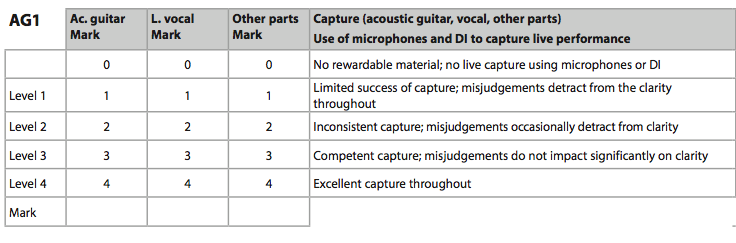 AG1 Ac. guitar Mark L. vocal Mark Other parts Mark Capture (acoustic guitar, vocal, other parts)
Use of microphones and DI to capture live performance
0 0 0 No rewardable material; no live capture using microphones or DI
Level 1 1 1 1 Limited success of capture; misjudgements detract from the clarity
throughout
Level 2 2 2 2 Inconsistent capture; misjudgements occasionally detract from clarity
Level 3 3 3 3 Competent capture; misjudgements do not impact significantly on clarity
Level 4 4 4 4 Excellent capture throughout
Mark